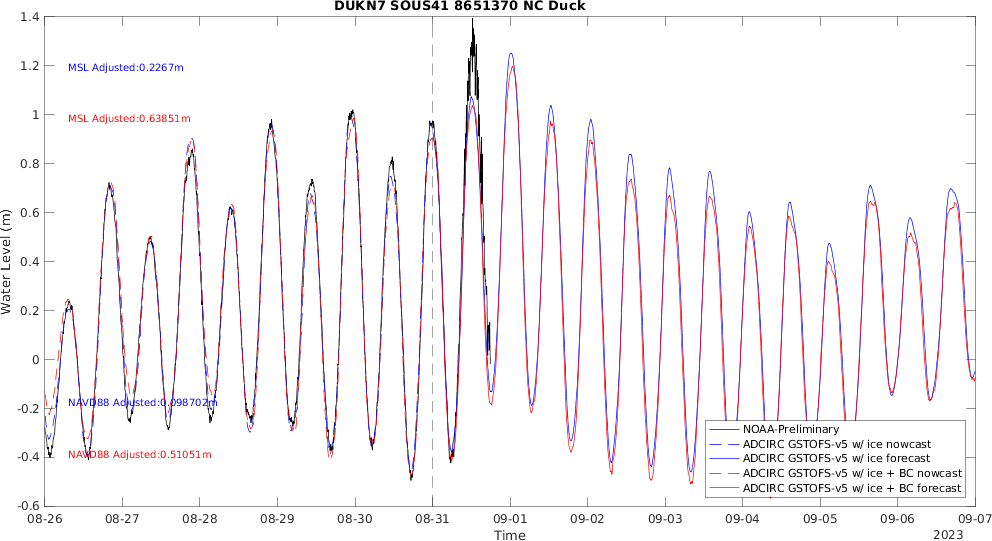 DUKN7 SOUS41 8651370 NC Duck
1.4
1.2
1
0.8
0.6
0.4
0.2
0
-0.2
-0.4
-0.6
Water Level (m)
MSL Adjusted:0.2267m
MSL Adjusted:0.63851m
NAVD88 Adjusted:0.098702m
NAVD88 Adjusted:0.51051m
NOAA-Preliminary
ADCIRC GSTOFS-v5 w/ ice nowcast
ADCIRC GSTOFS-v5 w/ ice forecast
ADCIRC GSTOFS-v5 w/ice + BC nowcast
ADCIRC GSTOFS-v5 w/ice + BC forecast
08-26 08-27 08-28 08-29 08-30 08-31 09-01 09-02 09-03 09-04 09-05 09-06 09-07
Time
2023